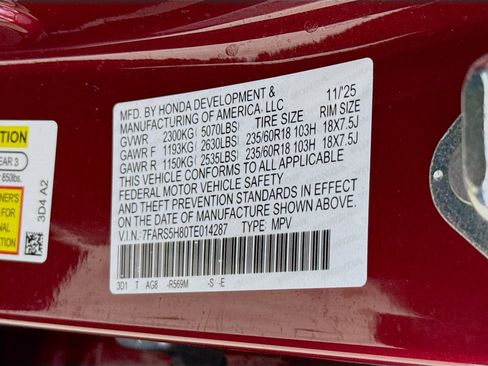 MFD. BY HONDA DEVELOPMENT & 11/'25
MANUFACTURING OF AMERICA, LLC
TIRE SIZE RIM SIZE
GVWR 2300KG( 5070LBS)
GAWR F 1193KG( 2630LBS) 235/60R18 103H 18X7.5J
GAWR R 1150KG( 2535LBS) 235/60R18 103H 18X7.5J
THIS VEHICLE CONFORMS TO ALL APPLICABLE
FEDERAL MOTOR VEHICLE SAFETY
AND THEFT PREVENTION STANDARDS IN EFFECT
ON THE DATE OF MANUFACTURE SHOWN ABOVE.
V.I.N.:7FARS5H80TE014287 TYPE: MPV
3D1 T AG8 -R569M -S -E
EAR 3
850lbs.
3D4 A2